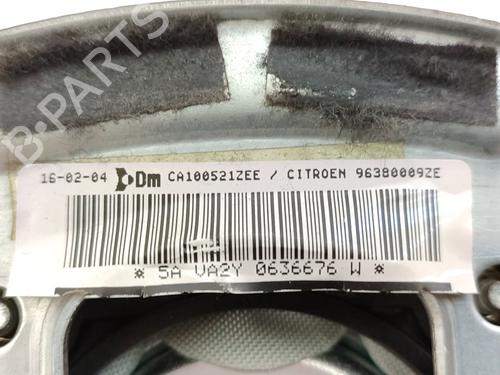 B-PARTS
16-02-04 Dm CA100521ZEE / CITROEN 96380009ZE
* 5A VA2Y 0636676 W *